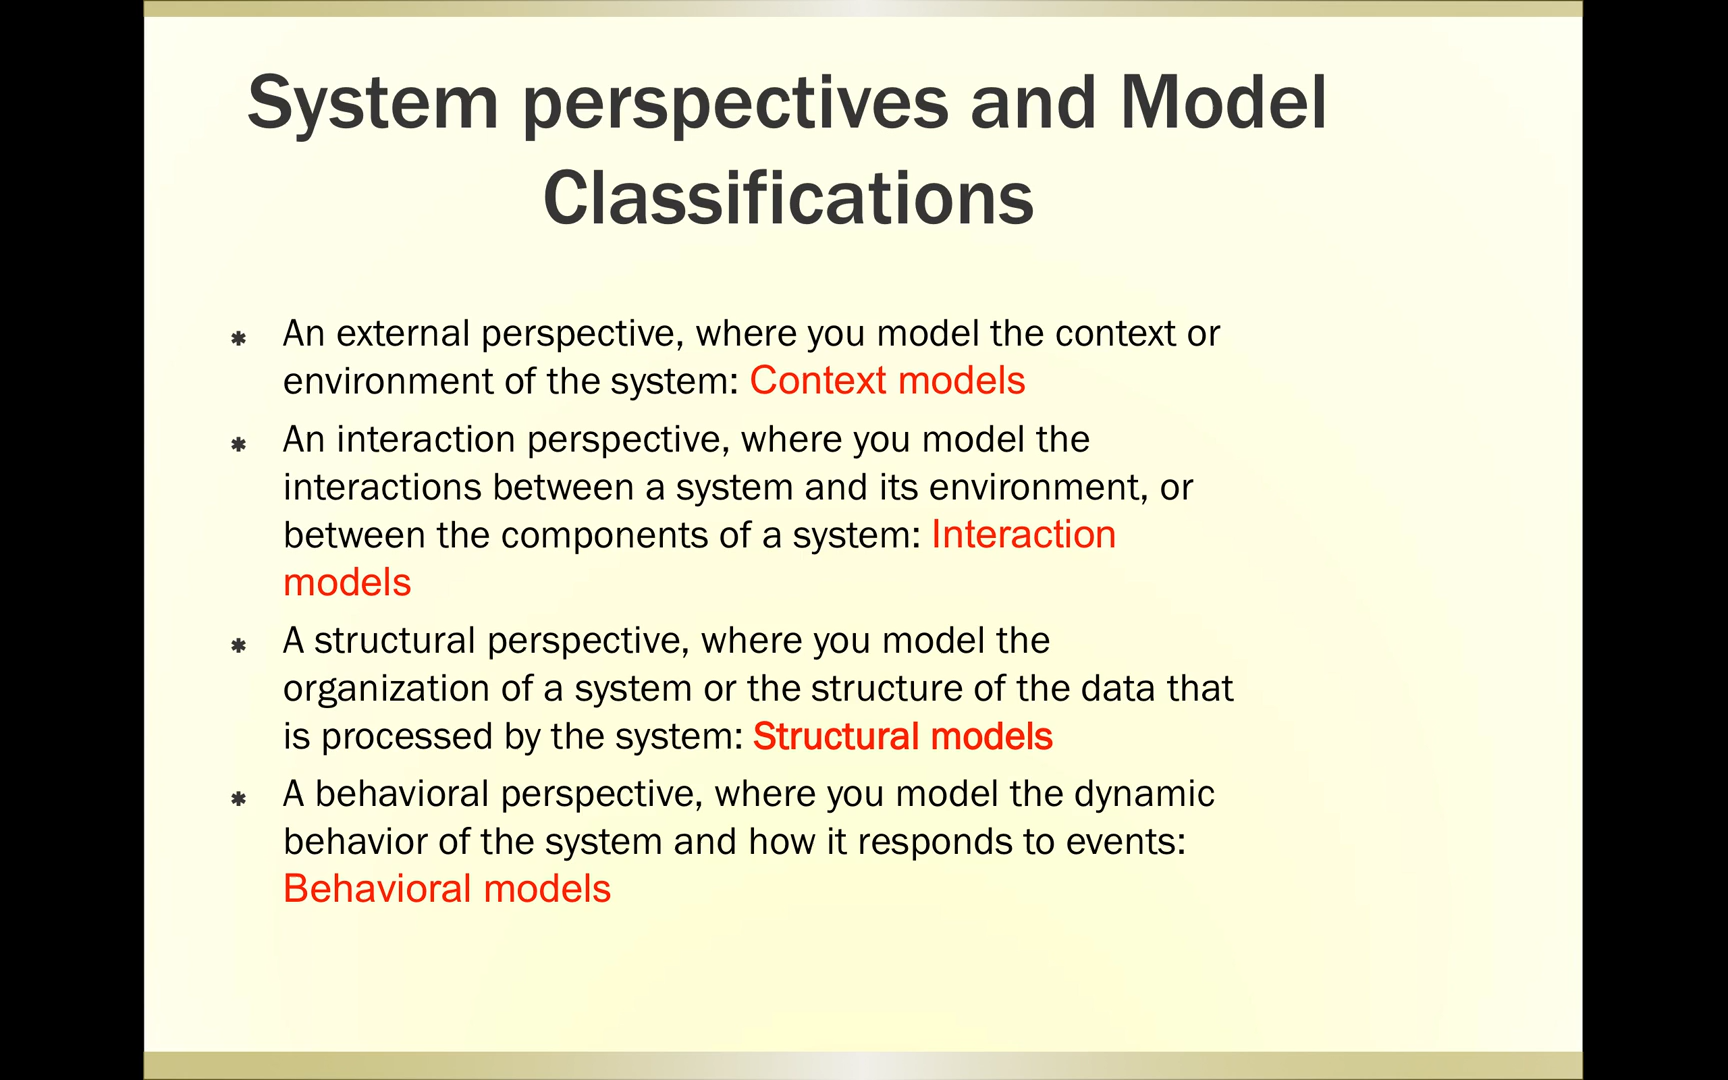 System perspectives and Model
Classifications
✱ An external perspective, where you model the context or
environment of the system: Context models
✱ An interaction perspective, where you model the
interactions between a system and its environment, or
between the components of a system: Interaction
models
✱ A structural perspective, where you model the
organization of a system or the structure of the data that
is processed by the system: Structural models
✱ A behavioral perspective, where you model the dynamic
behavior of the system and how it responds to events:
Behavioral models